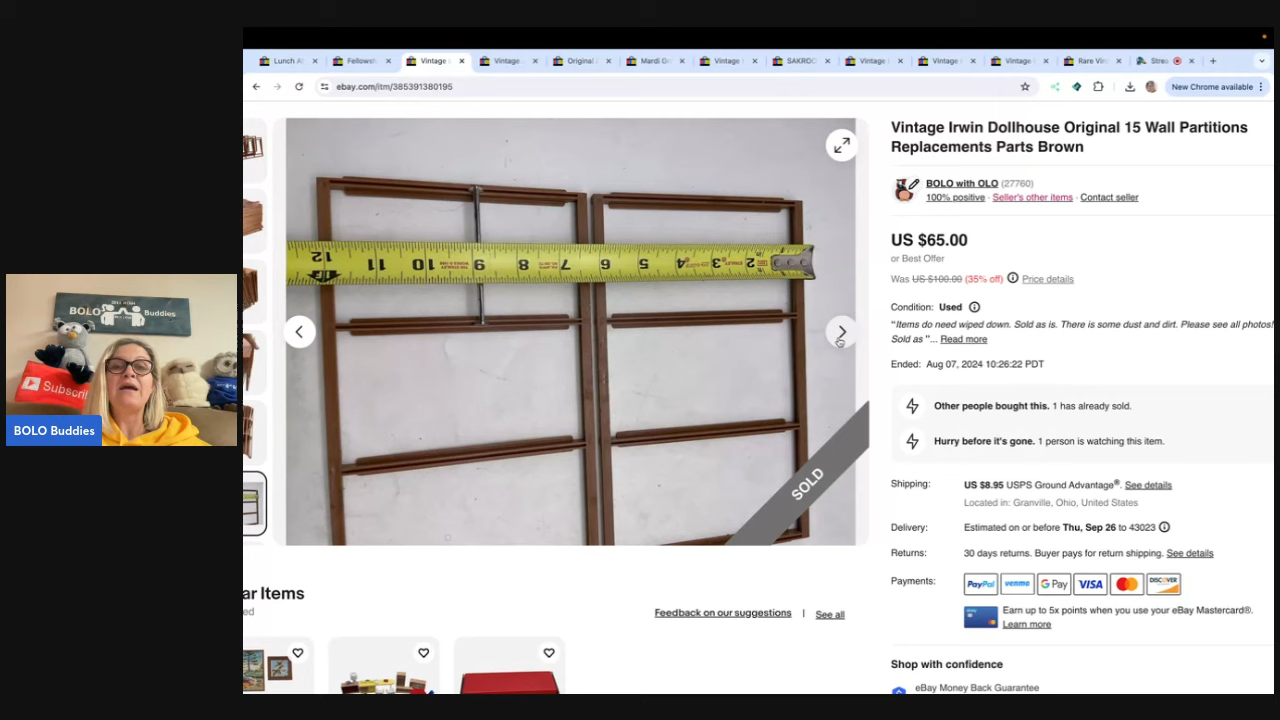 Lunch A
Fellowsh
Vintage
Vintage
Original
Mardi Gr
Vintage
SAKROO
Vintage
Vintage
Vintage
Rare Vin
Strea
ebay.com/itm/385391380195
New Chrome available
Vintage Irwin Dollhouse Original 15 Wall Partitions
Replacements Parts Brown
BOLO with OLO (27760)
100% positive · Seller's other items · Contact seller
US $65.00
or Best Offer
Was US $100.00 (35% off) Price details
Condition: Used
"Items do need wiped down. Sold as is. There is some dust and dirt. Please see all photos!
Sold as "... Read more
Ended: Aug 07, 2024 10:26:22 PDT
Other people bought this. 1 has already sold.
Hurry before it's gone. 1 person is watching this item.
Shipping: US $8.95 USPS Ground Advantage®. See details
Located in: Granville, Ohio, United States
Delivery: Estimated on or before Thu, Sep 26 to 43023
Returns: 30 days returns. Buyer pays for return shipping. See details
Payments: PayPal venmo G Pay VISA MasterCard DISCOVER
Earn up to 5x points when you use your eBay Mastercard®.
Learn more
Shop with confidence
eBay Money Back Guarantee
12 11 10 9 8 7 6 5 4 3 2
SOLD
ar Items
ed
Feedback on our suggestions | See all
BOLO Buddies
Subscri
BOLO Buddies